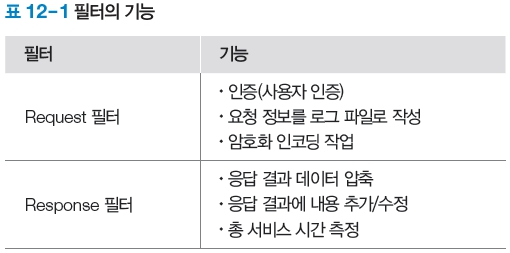 표 12-1 필터의 기능
필터
기능
Request 필터
· 인증(사용자 인증)
· 요청 정보를 로그 파일로 작성
· 암호화 인코딩 작업
Response 필터
· 응답 결과 데이터 압축
· 응답 결과에 내용 추가/수정
· 총 서비스 시간 측정